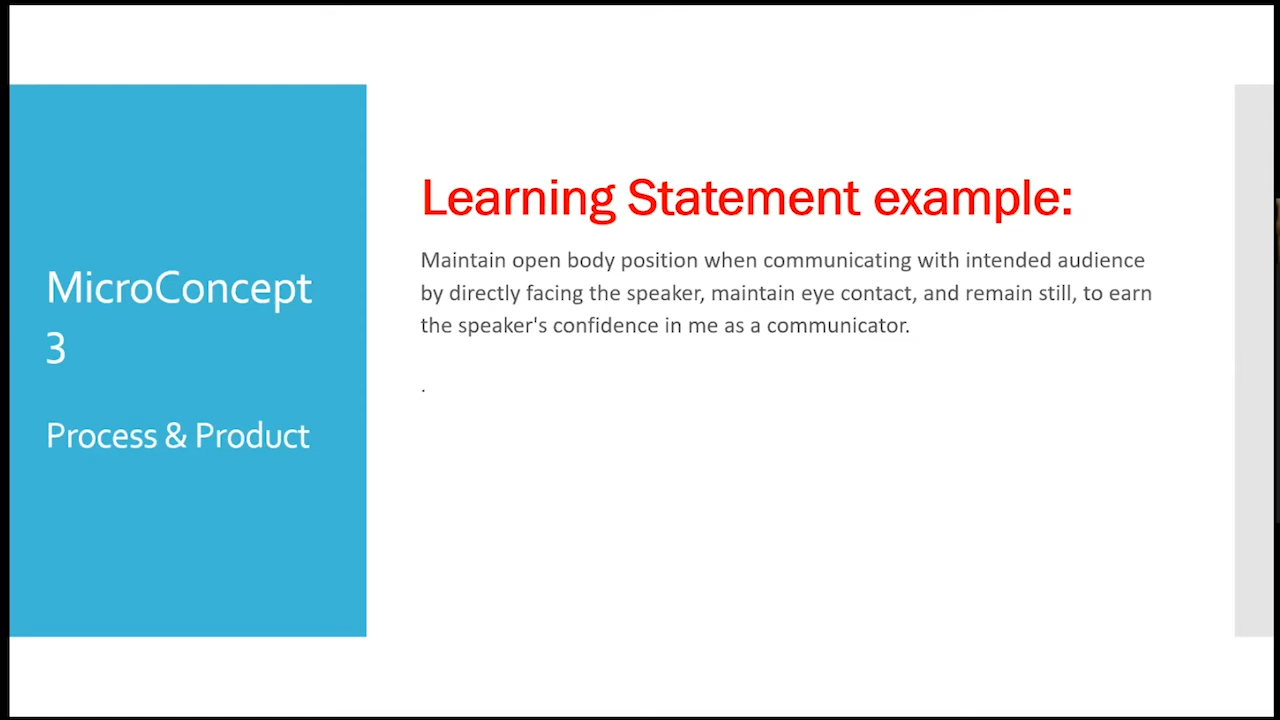 MicroConcept
3
Process & Product
Learning Statement example:
Maintain open body position when communicating with intended audience
by directly facing the speaker, maintain eye contact, and remain still, to earn
the speaker's confidence in me as a communicator.
.